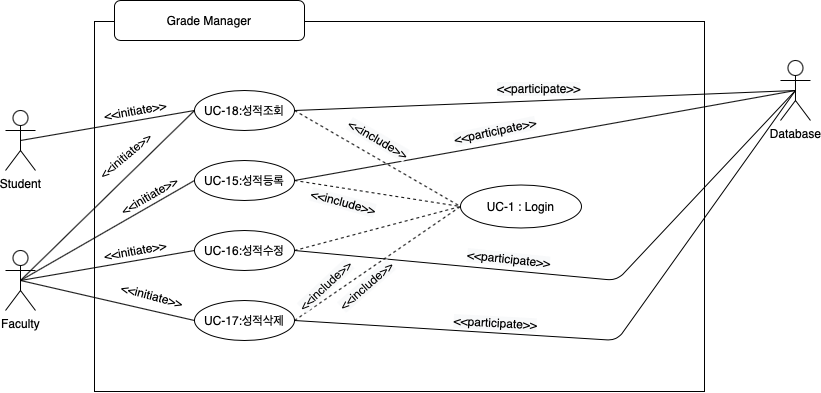 Grade Manager
<<initiate>>
UC-18:성적조회
<<participate>>
<<include>>
<<participate>>
Database
<<initiate>>
Student
UC-15:성적등록
<<initiate>>
<<include>>
UC-1 : Login
<<initiate>>
UC-16:성적수정
<<participate>>
<<include>>
<<include>>
<<initiate>>
Faculty
UC-17:성적삭제
<<participate>>